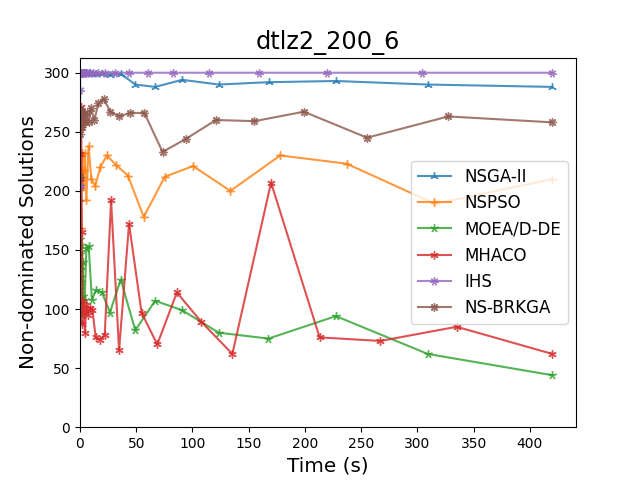 dtlz2_200_6
Non-dominated Solutions
300
250
200
150
100
50
0
NSGA-II
NSPSO
MOEA/D-DE
MHACO
IHS
NS-BRKGA
0 50 100 150 200 250 300 350 400
Time (s)